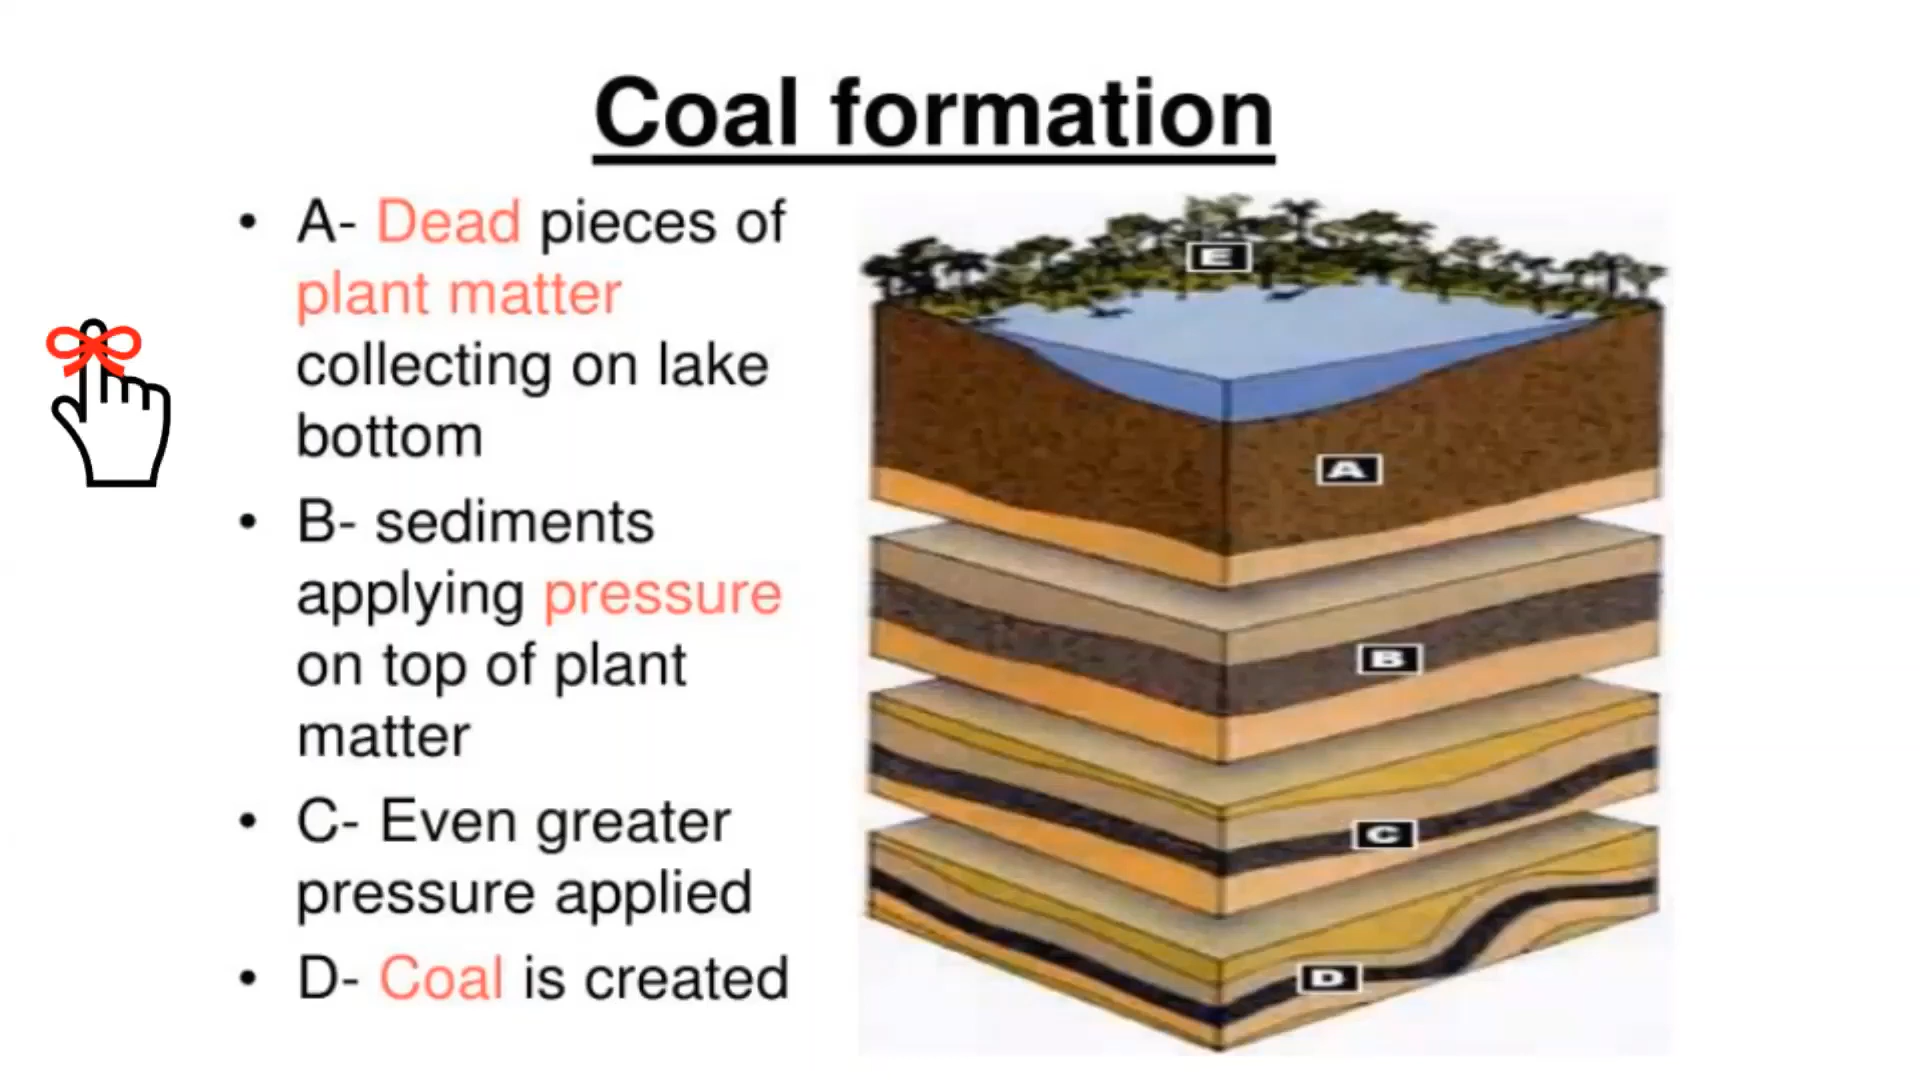 Coal formation
• A- Dead pieces of
plant matter
collecting on lake
bottom
• B- sediments
applying pressure
on top of plant
matter
• C- Even greater
pressure applied
• D- Coal is created
E
A
B
C
D